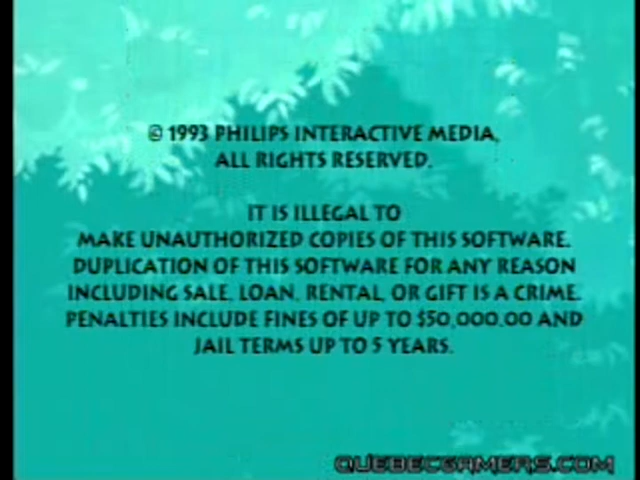 © 1993 PHILIPS INTERACTIVE MEDIA,
ALL RIGHTS RESERVED.
IT IS ILLEGAL TO
MAKE UNAUTHORIZED COPIES OF THIS SOFTWARE.
DUPLICATION OF THIS SOFTWARE FOR ANY REASON
INCLUDING SALE, LOAN, RENTAL, OR GIFT IS A CRIME.
PENALTIES INCLUDE FINES OF UP TO $50,000.00 AND
JAIL TERMS UP TO 5 YEARS.
QUEBECGAMERS.COM